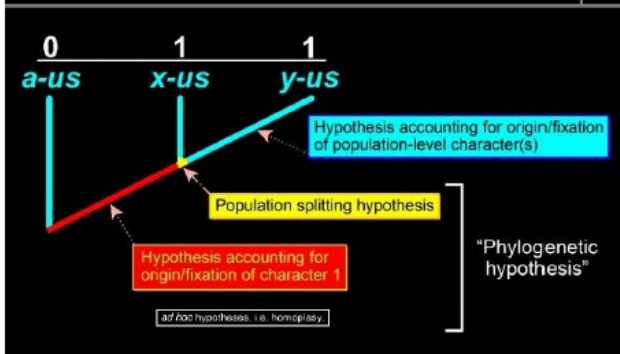 0 1 1
a-us x-us y-us
Hypothesis accounting for origin/fixation
of population-level character(s)
Population splitting hypothesis
"Phylogenetic
hypothesis"
Hypothesis accounting for
origin/fixation of character 1
ad hoc hypotheses, i.e. homoplasy.